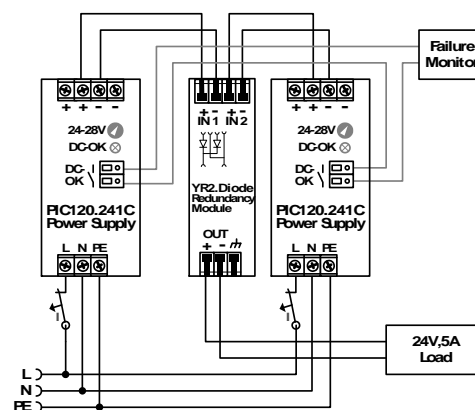 Failure
Monitor
+ + - -
+ - + -
IN 1 IN 2
+ + - -
24-28V
DC-OK
DC-
OK
PIC120.241C
Power Supply
L N PE
YR2.Diode
Redundancy
Module
OUT
+ -
24-28V
DC-OK
DC-
OK
PIC120.241C
Power Supply
L N PE
I
I
24V,5A
Load
L
N
PE